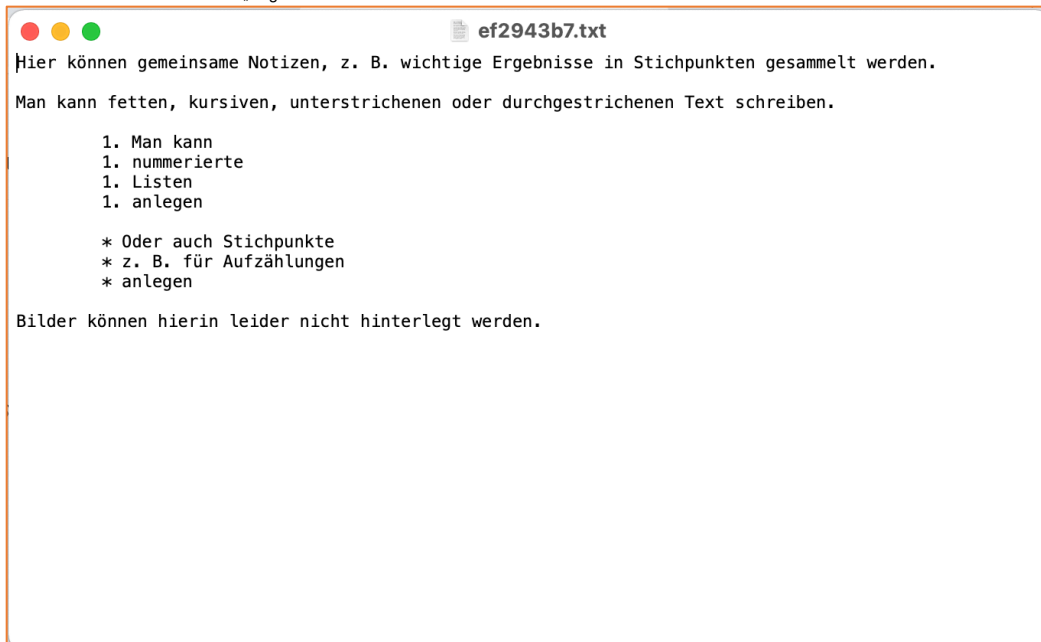 ef2943b7.txt
Hier können gemeinsame Notizen, z. B. wichtige Ergebnisse in Stichpunkten gesammelt werden.
Man kann fetten, kursiven, unterstrichenen oder durchgestrichenen Text schreiben.
1. Man kann
1. nummerierte
1. Listen
1. anlegen
* Oder auch Stichpunkte
* z. B. für Aufzählungen
* anlegen
Bilder können hierin leider nicht hinterlegt werden.